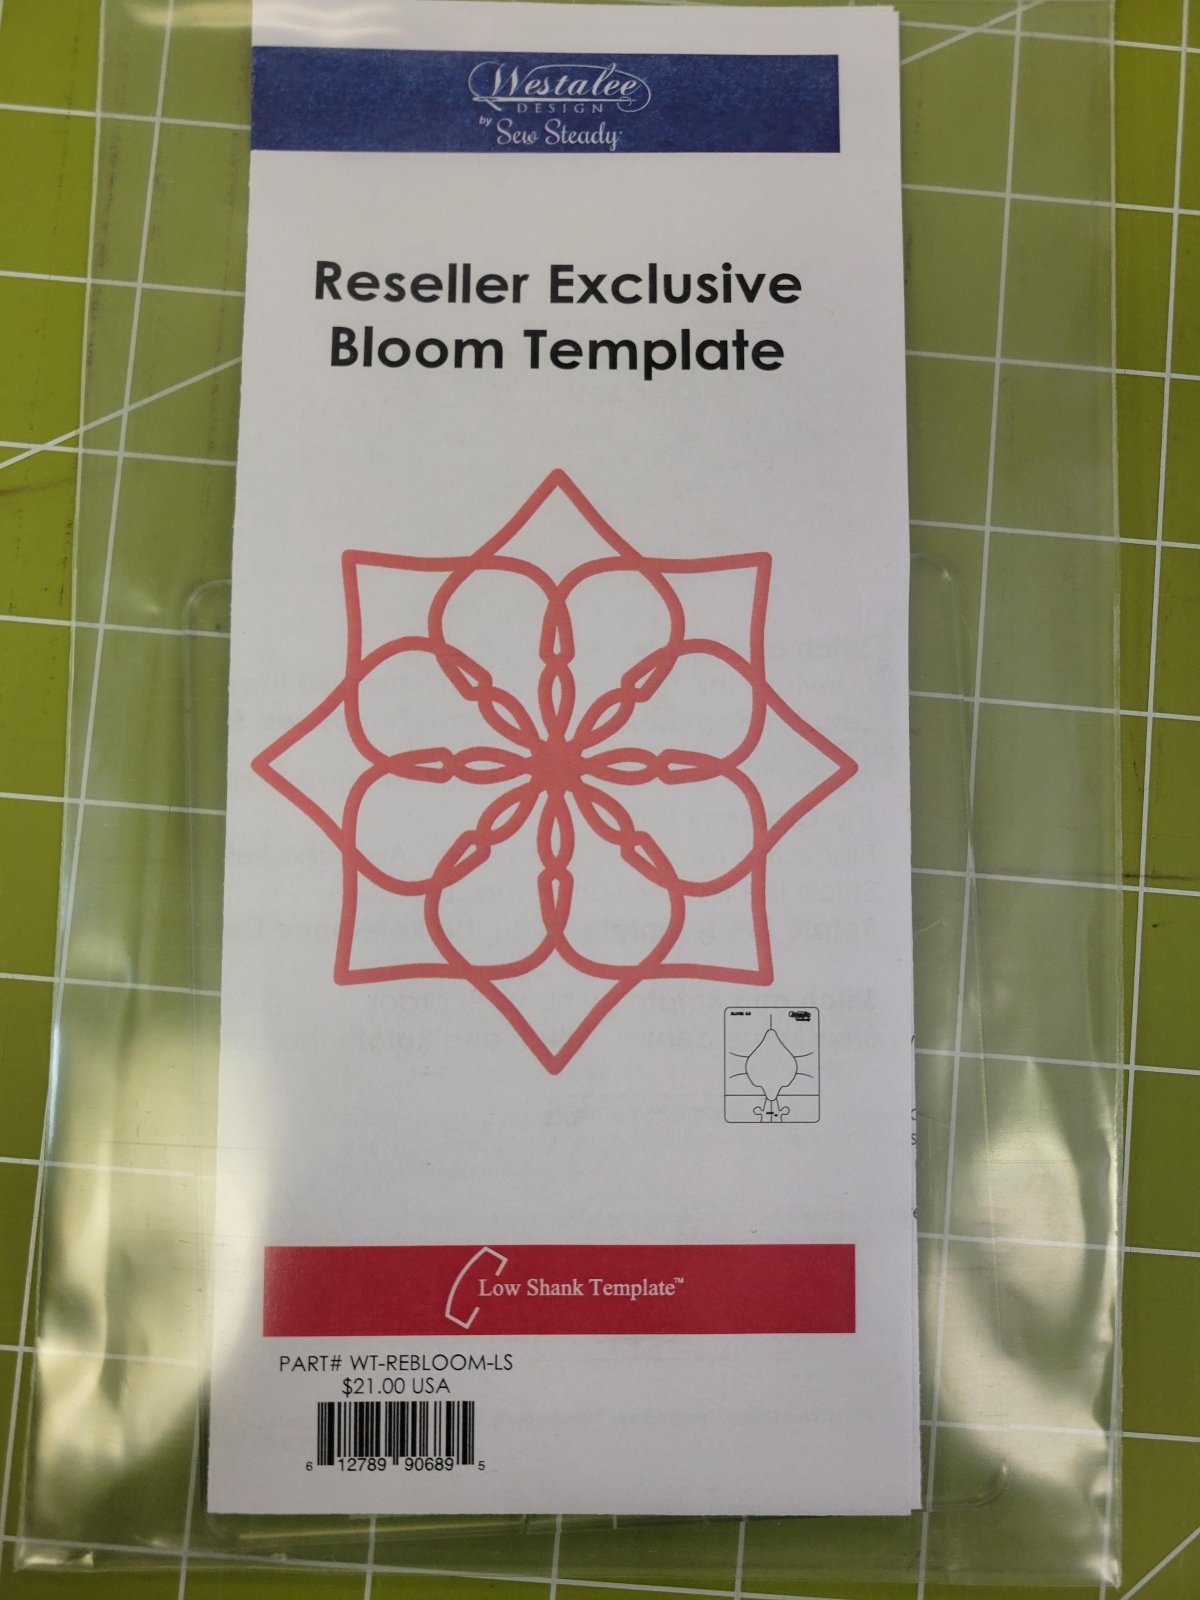 Westalee
DESIGN
by Sew Steady
Reseller Exclusive
Bloom Template
Low Shank Template™
PART# WT-REBLOOM-LS
$21.00 USA
6 12789 90689 5